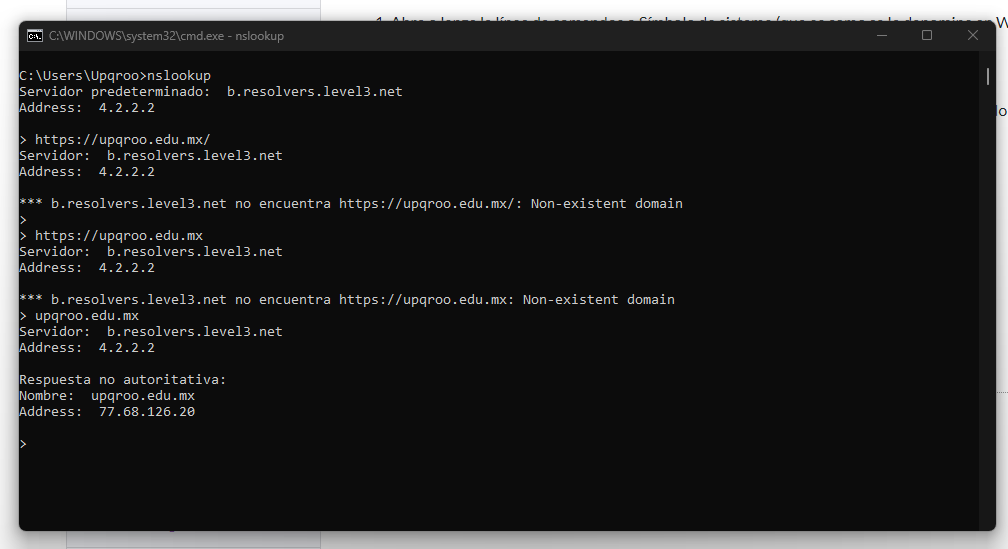 C:\WINDOWS\system32\cmd.exe - nslookup
C:\Users\Upqroo>nslookup
Servidor predeterminado:  b.resolvers.level3.net
Address:  4.2.2.2
> https://upqroo.edu.mx/
Servidor:  b.resolvers.level3.net
Address:  4.2.2.2
*** b.resolvers.level3.net no encuentra https://upqroo.edu.mx/: Non-existent domain
>
> https://upqroo.edu.mx
Servidor:  b.resolvers.level3.net
Address:  4.2.2.2
*** b.resolvers.level3.net no encuentra https://upqroo.edu.mx: Non-existent domain
> upqroo.edu.mx
Servidor:  b.resolvers.level3.net
Address:  4.2.2.2
Respuesta no autoritativa:
Nombre:  upqroo.edu.mx
Address:  77.68.126.20
>